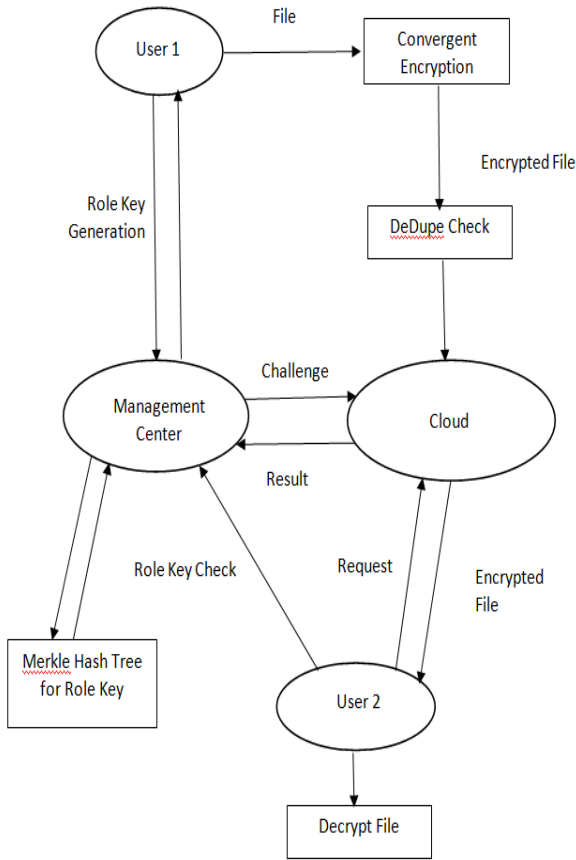 File
User 1
Convergent
Encryption
Encrypted File
Role Key
Generation
DeDupe Check
Challenge
Management
Center
Cloud
Result
Role Key Check
Request
Encrypted
File
Merkle Hash Tree
for Role Key
User 2
Decrypt File